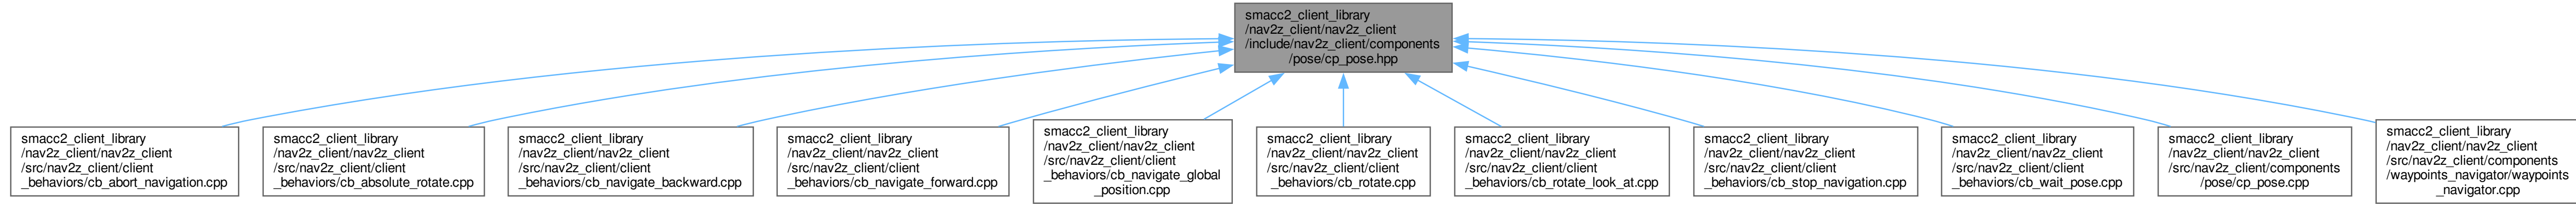 smacc2_client_library
/nav2z_client/nav2z_client
/include/nav2z_client/components
/pose/cp_pose.hpp
smacc2_client_library
/nav2z_client/nav2z_client
/src/nav2z_client/client
_behaviors/cb_abort_navigation.cpp
smacc2_client_library
/nav2z_client/nav2z_client
/src/nav2z_client/client
_behaviors/cb_absolute_rotate.cpp
smacc2_client_library
/nav2z_client/nav2z_client
/src/nav2z_client/client
_behaviors/cb_navigate_backward.cpp
smacc2_client_library
/nav2z_client/nav2z_client
/src/nav2z_client/client
_behaviors/cb_navigate_forward.cpp
smacc2_client_library
/nav2z_client/nav2z_client
/src/nav2z_client/client
_behaviors/cb_navigate_global
_position.cpp
smacc2_client_library
/nav2z_client/nav2z_client
/src/nav2z_client/client
_behaviors/cb_rotate.cpp
smacc2_client_library
/nav2z_client/nav2z_client
/src/nav2z_client/client
_behaviors/cb_rotate_look_at.cpp
smacc2_client_library
/nav2z_client/nav2z_client
/src/nav2z_client/client
_behaviors/cb_stop_navigation.cpp
smacc2_client_library
/nav2z_client/nav2z_client
/src/nav2z_client/client
_behaviors/cb_wait_pose.cpp
smacc2_client_library
/nav2z_client/nav2z_client
/src/nav2z_client/components
/pose/cp_pose.cpp
smacc2_client_library
/nav2z_client/nav2z_client
/src/nav2z_client/components
/waypoints_navigator/waypoints
_navigator.cpp